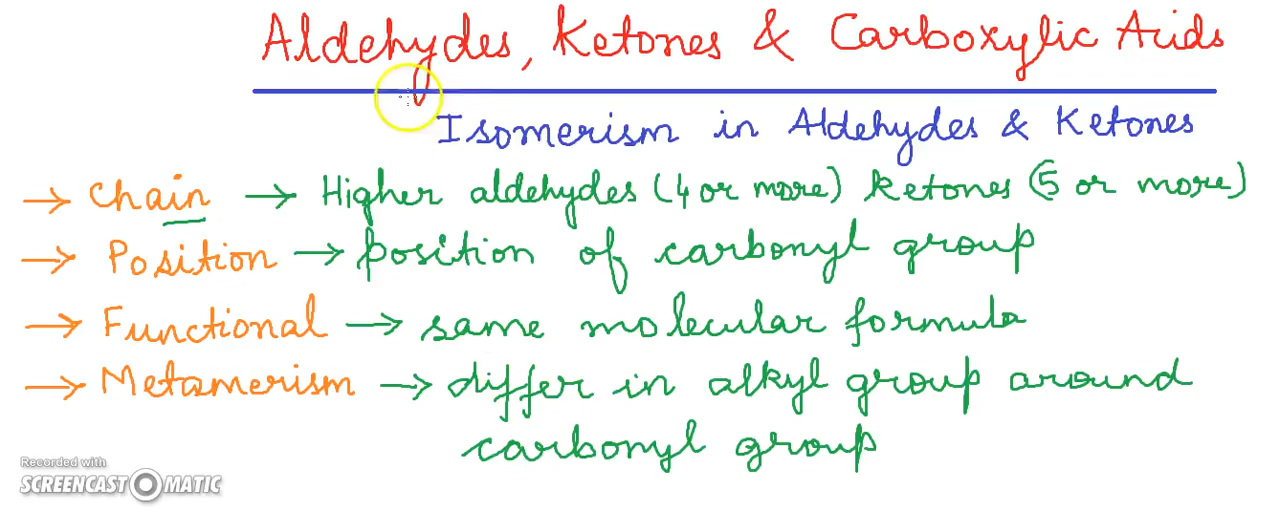 Aldehydes, Ketones & Carboxylic Acids
Isomerism in Aldehydes & Ketones
→ Chain → Higher aldehydes (4 or more) ketones (5 or more)
→ Position → position of carbonyl group
→ Functional → same molecular formula
→ Metamerism → differ in alkyl group around
carbonyl group
Recorded with
SCREENCAST O MATIC